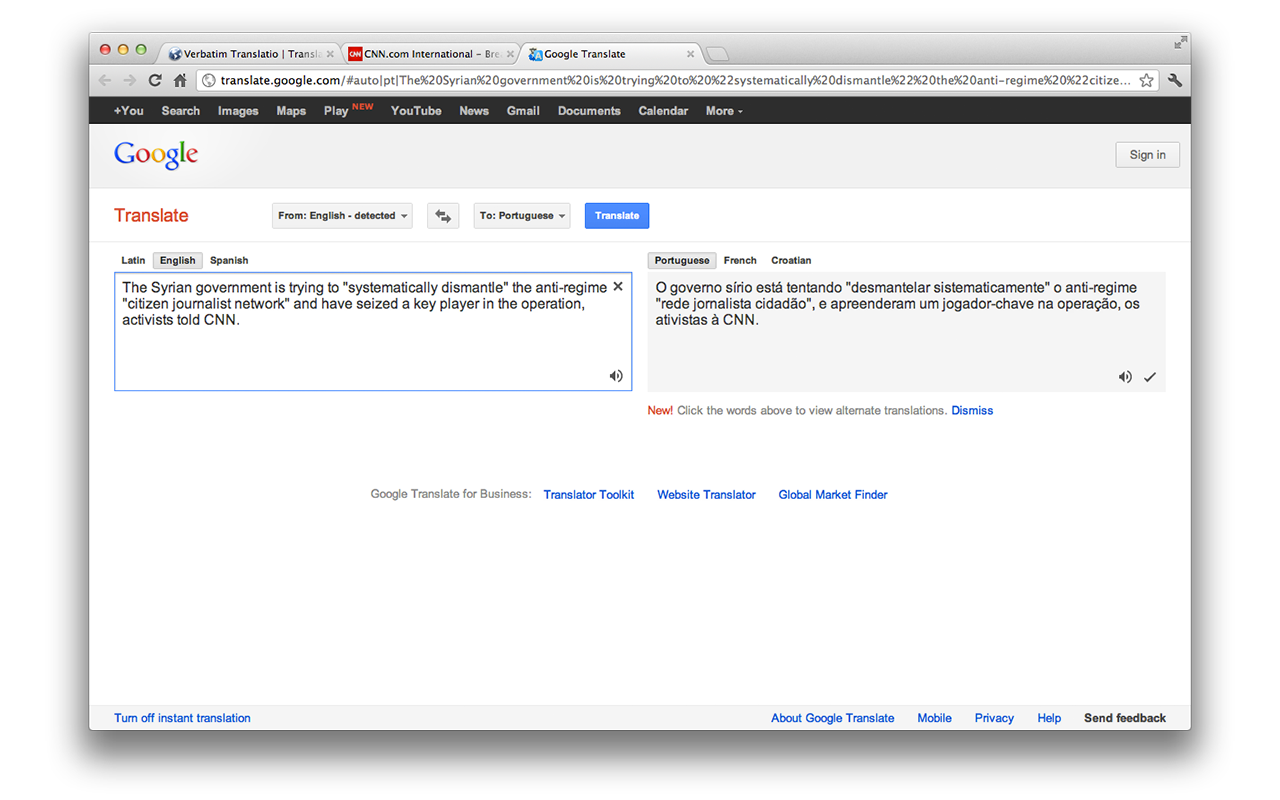 Verbatim Translatio | Transla
CNN.com International – Bre
Google Translate
translate.google.com/#auto|pt|The%20Syrian%20government%20is%20trying%20to%20%22systematically%20dismantle%22%20the%20anti-regime%20%22citize...
+You Search Images Maps Play NEW YouTube News Gmail Documents Calendar More
Google
Sign in
Translate
From: English - detected
To: Portuguese
Translate
Latin English Spanish
The Syrian government is trying to "systematically dismantle" the anti-regime
"citizen journalist network" and have seized a key player in the operation,
activists told CNN.
Portuguese French Croatian
O governo sírio está tentando "desmantelar sistematicamente" o anti-regime
"rede jornalista cidadão", e apreenderam um jogador-chave na operação, os
ativistas à CNN.
New! Click the words above to view alternate translations. Dismiss
Google Translate for Business: Translator Toolkit Website Translator Global Market Finder
Turn off instant translation
About Google Translate Mobile Privacy Help Send feedback